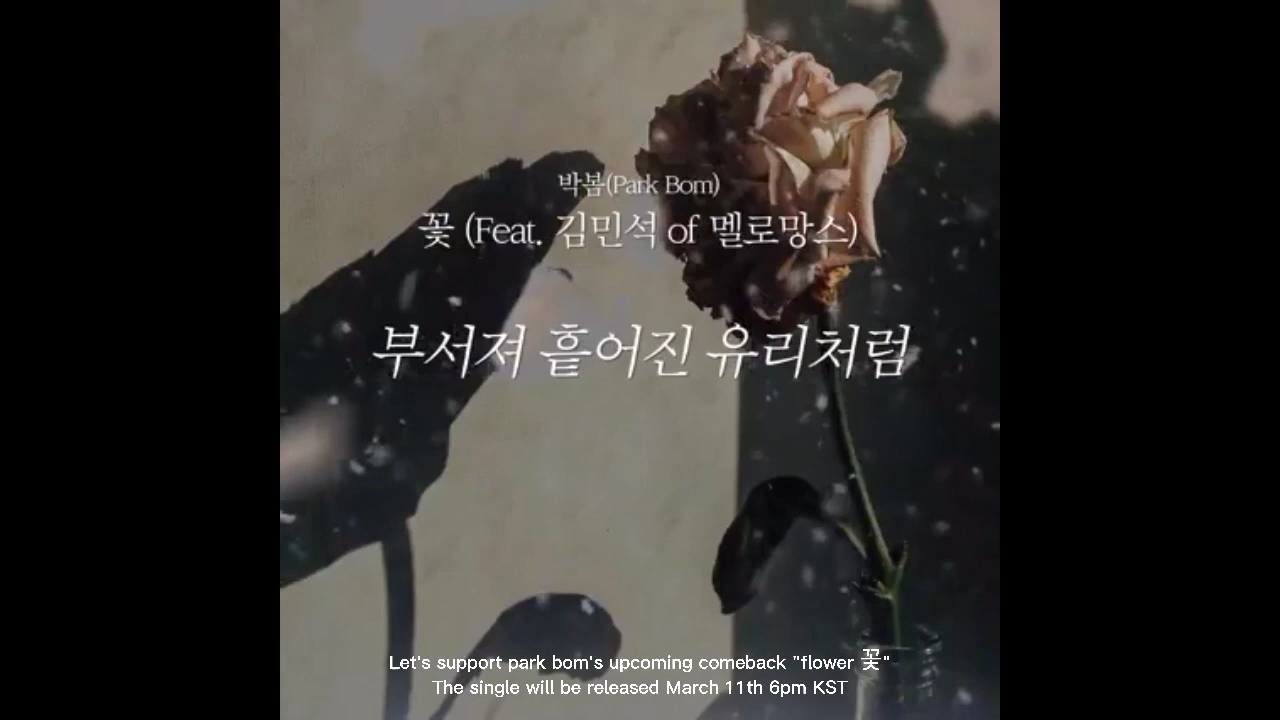 박봄(Park Bom)
꽃 (Feat. 김민석 of 멜로망스)
부서져 흩어진 유리처럼
Let's support park bom's upcoming comeback "flower 꽃"
The single will be released March 11th 6pm KST